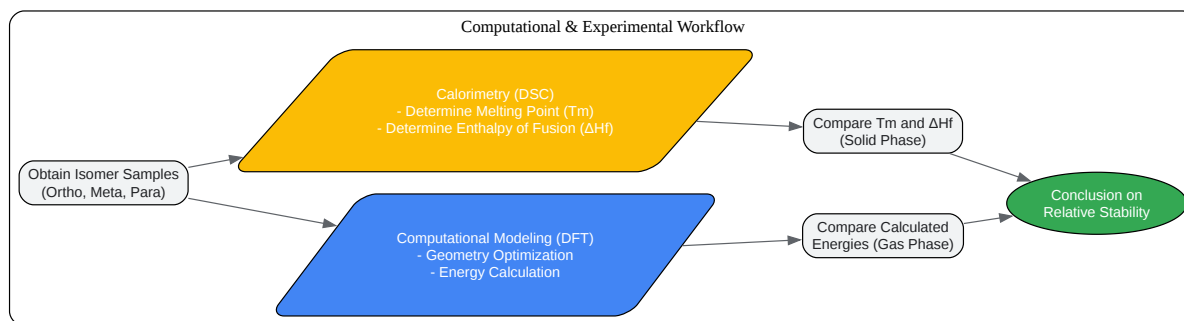 Computational & Experimental Workflow
Calorimetry (DSC)
- Determine Melting Point (Tm)
- Determine Enthalpy of Fusion (ΔHf)
Compare Tm and ΔHf
(Solid Phase)
Obtain Isomer Samples
(Ortho, Meta, Para)
Conclusion on
Relative Stability
Computational Modeling (DFT)
- Geometry Optimization
- Energy Calculation
Compare Calculated
Energies (Gas Phase)